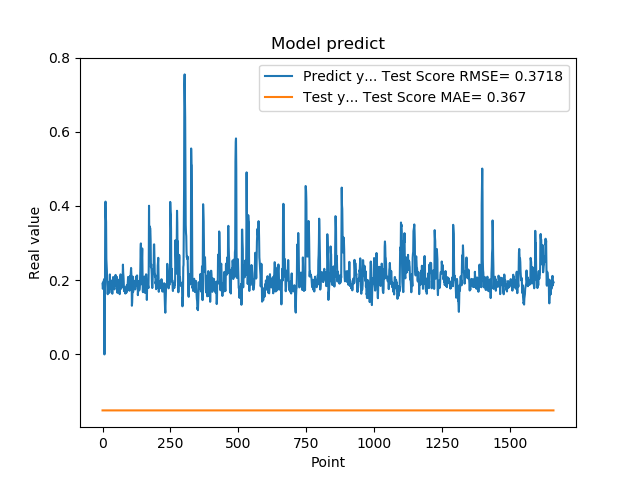 Model predict
Predict y... Test Score RMSE= 0.3718
Test y... Test Score MAE= 0.367
Real value
0.8
0.6
0.4
0.2
0.0
0 250 500 750 1000 1250 1500
Point